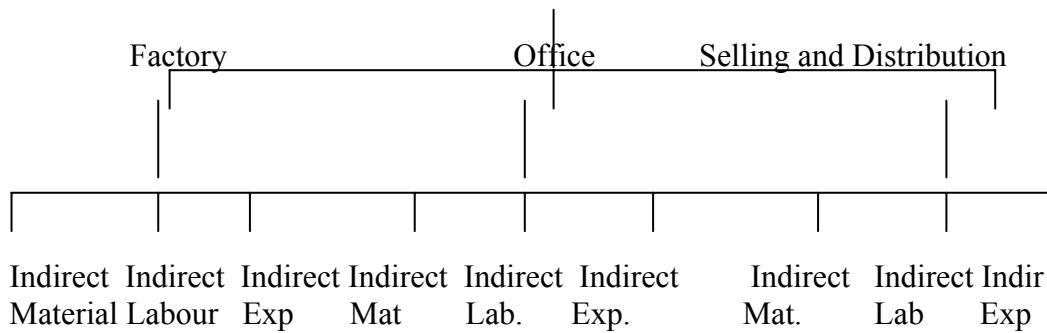 Factory Office Selling and Distribution
Indirect Indirect Indirect Indirect Indirect Indirect Indirect Indirect Indir
Material Labour Exp Mat Lab. Exp. Mat. Lab Exp